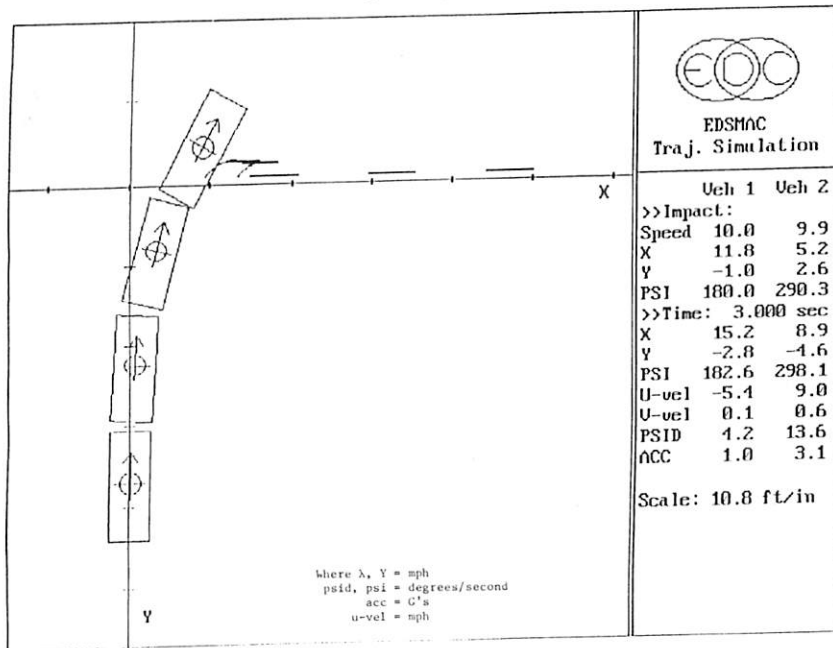 EDSMAC
Traj. Simulation
Veh 1 Veh 2
>>Impact:
Speed 10.0 9.9
X 11.8 5.2
Y -1.0 2.6
PSI 180.0 290.3
>>Time: 3.000 sec
X 15.2 8.9
Y -2.8 -4.6
PSI 182.6 298.1
U-vel -5.4 9.0
V-vel 0.1 0.6
PSID 4.2 13.6
ACC 1.0 3.1
Scale: 10.8 ft/in
X
Where λ, Y = mph
psid, psi = degrees/second
acc = G's
u-vel = mph
Y